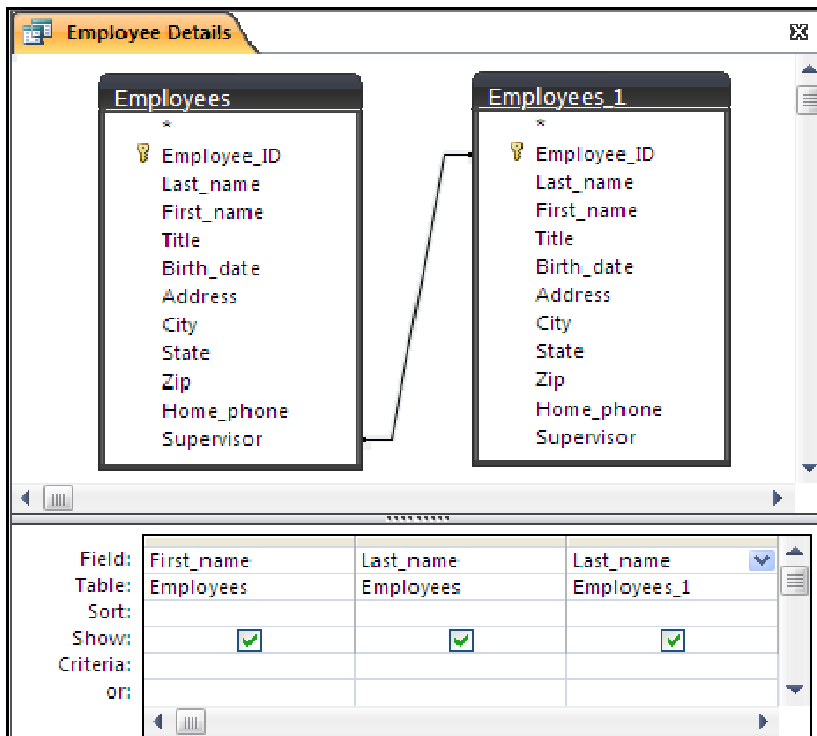 Employee Details
Employees
*
Employee_ID
Last_name
First_name
Title
Birth_date
Address
City
State
Zip
Home_phone
Supervisor
Employees_1
*
Employee_ID
Last_name
First_name
Title
Birth_date
Address
City
State
Zip
Home_phone
Supervisor
Field: First_name Last_name Last_name
Table: Employees Employees Employees_1
Sort:
Show:
Criteria:
or: